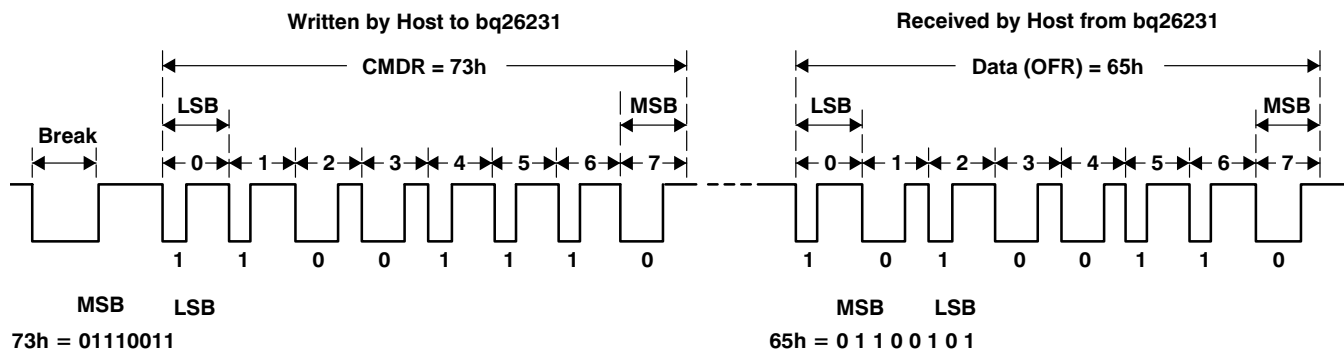 Written by Host to bq26231
Received by Host from bq26231
CMDR = 73h
Data (OFR) = 65h
LSB
MSB
LSB
MSB
Break
0 1 2 3 4 5 6 7
0 1 2 3 4 5 6 7
1 1 0 0 1 1 1 0
1 0 1 0 0 1 1 0
MSB LSB
73h = 01110011
MSB LSB
65h = 0 1 1 0 0 1 0 1